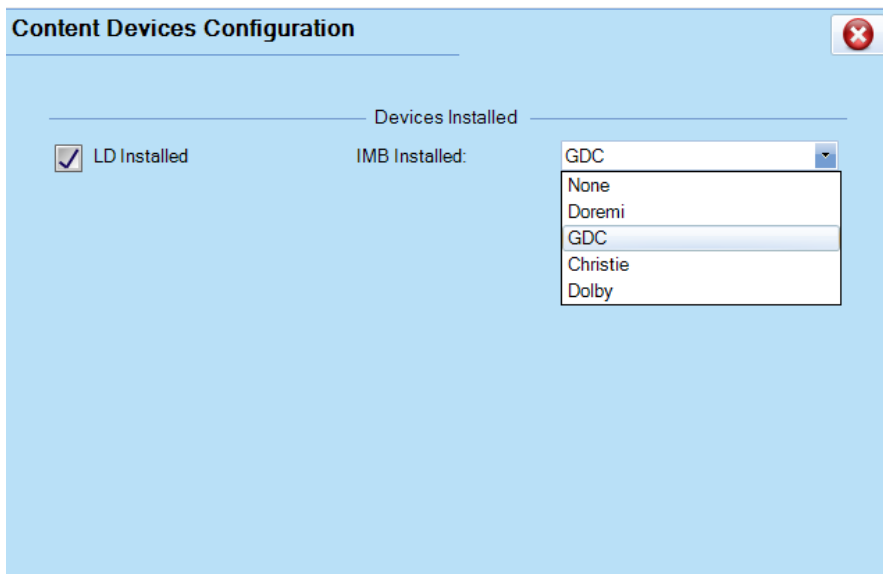 Content Devices Configuration
Devices Installed
LD Installed IMB Installed: GDC
None
Doremi
GDC
Christie
Dolby